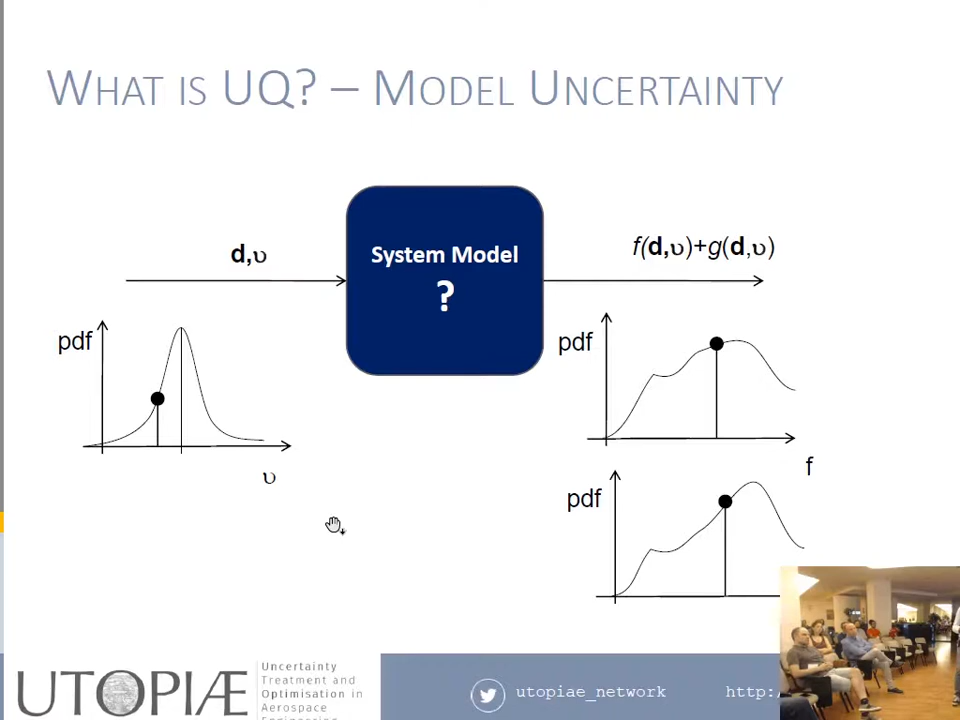 WHAT IS UQ? – MODEL UNCERTAINTY
d,υ
System Model
?
f(d,υ)+g(d,υ)
pdf
υ
pdf
f
pdf
UTOPIÆ
Uncertainty
Treatment and
Optimisation in
Aerospace
Engineering
utopiae_network
http: